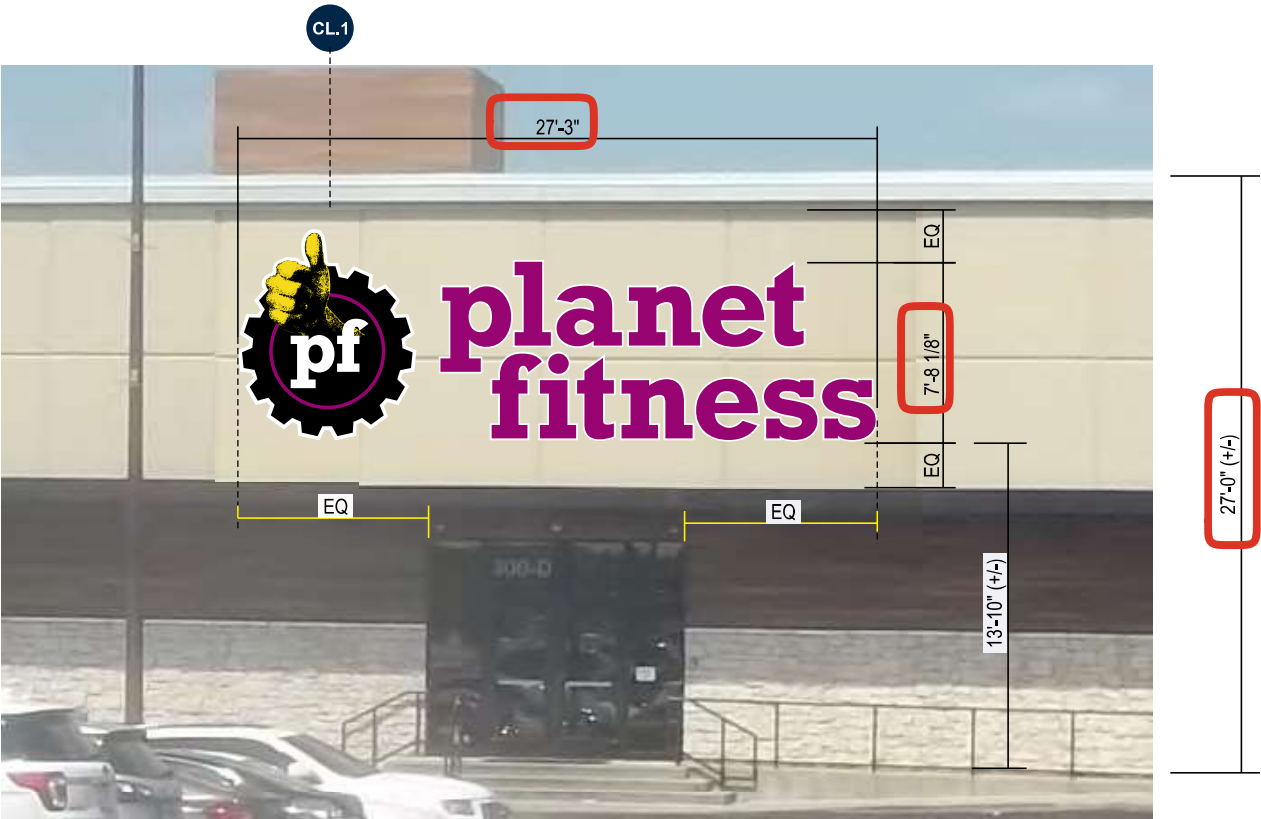 CL.1
27'-3"
EQ
pf
planet
fitness
7'-8 1/8"
EQ
27'-0" (+/-)
EQ
EQ
300-D
13'-10" (+/-)